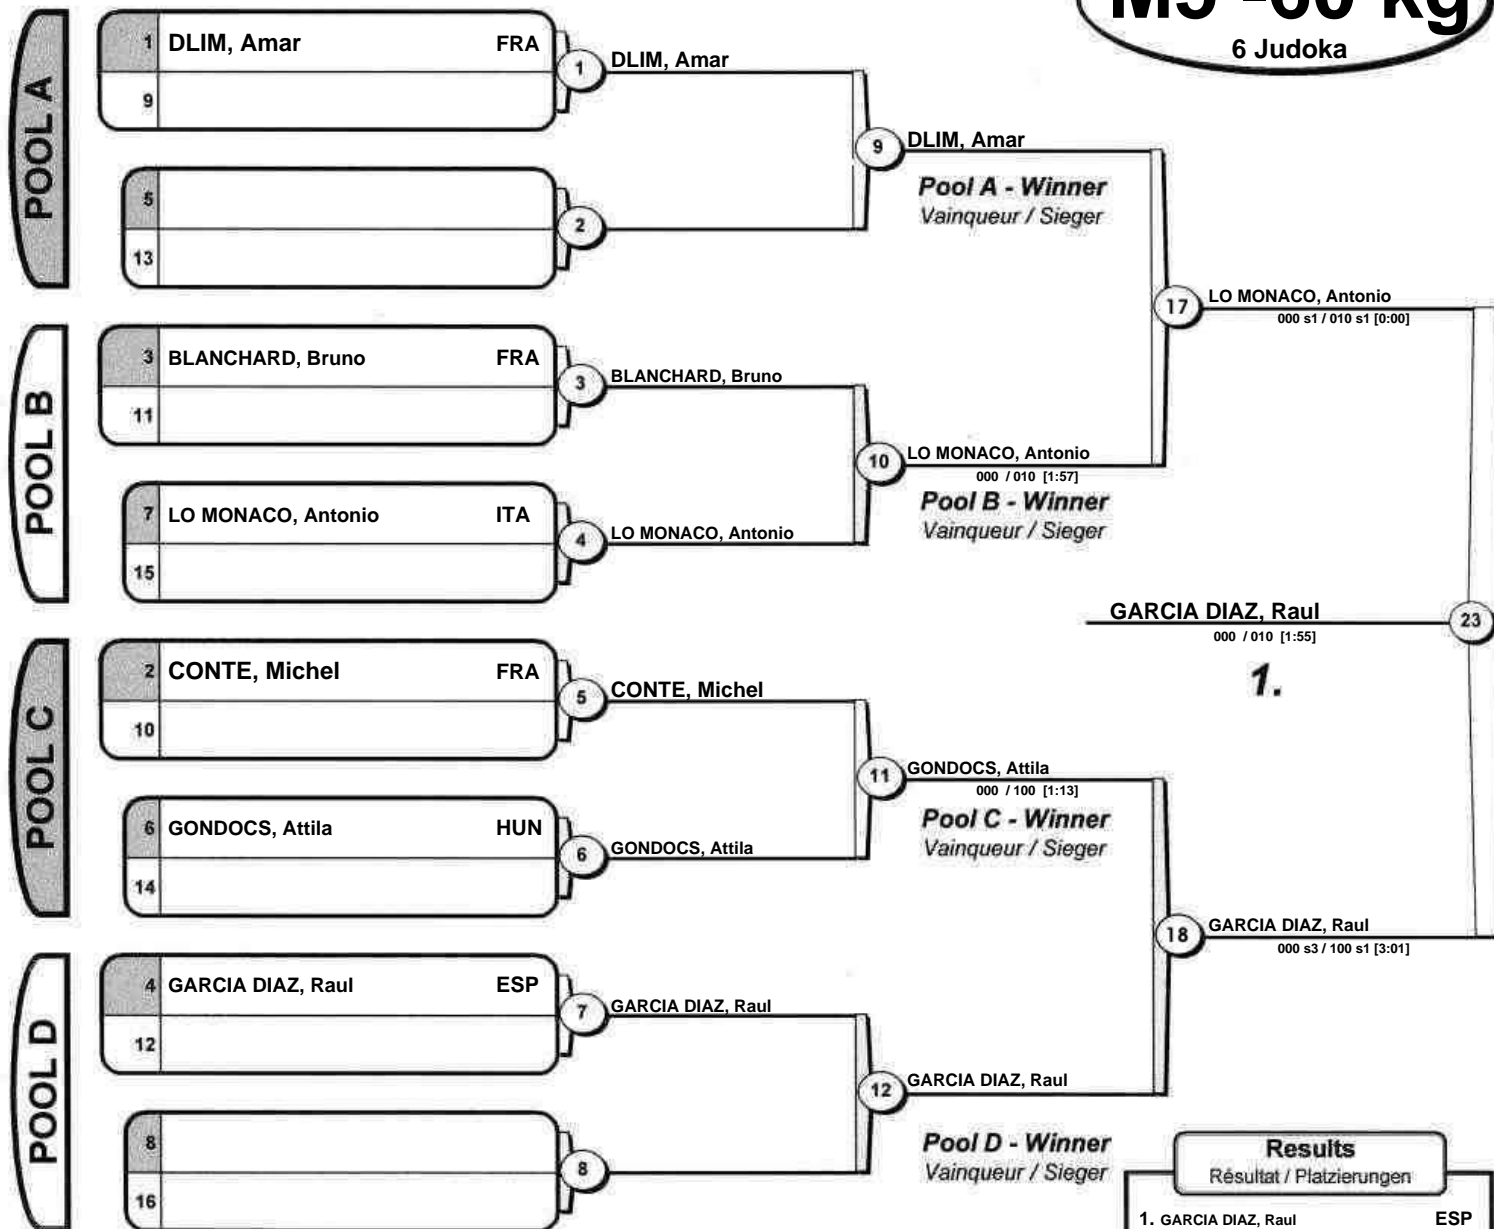 M5 -60 kg
6 Judoka
POOL A
1 DLIM, Amar FRA
9
5
13
1 DLIM, Amar
2
9 DLIM, Amar
Pool A - Winner
Vainqueur / Sieger
POOL B
3 BLANCHARD, Bruno FRA
11
7 LO MONACO, Antonio ITA
15
3 BLANCHARD, Bruno
4 LO MONACO, Antonio
10 LO MONACO, Antonio
000 / 010 [1:57]
Pool B - Winner
Vainqueur / Sieger
17 LO MONACO, Antonio
000 s1 / 010 s1 [0:00]
GARCIA DIAZ, Raul 23
000 / 010 [1:55]
1.
POOL C
2 CONTE, Michel FRA
10
6 GONDOCS, Attila HUN
14
5 CONTE, Michel
6 GONDOCS, Attila
11 GONDOCS, Attila
000 / 100 [1:13]
Pool C - Winner
Vainqueur / Sieger
18 GARCIA DIAZ, Raul
000 s3 / 100 s1 [3:01]
POOL D
4 GARCIA DIAZ, Raul ESP
12
8
16
7 GARCIA DIAZ, Raul
8
12 GARCIA DIAZ, Raul
Pool D - Winner
Vainqueur / Sieger
Results
Résultat / Platzierungen
1. GARCIA DIAZ, Raul ESP